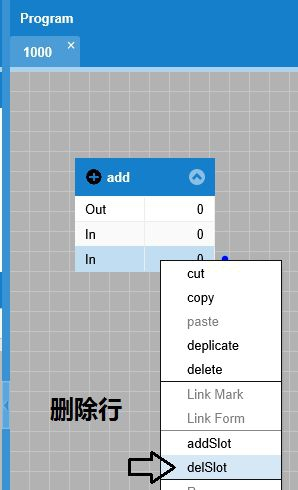 Program
1000 ×
add
Out 0
In 0
In 0
cut
copy
paste
deplicate
delete
Link Mark
Link Form
addSlot
删除行
delSlot